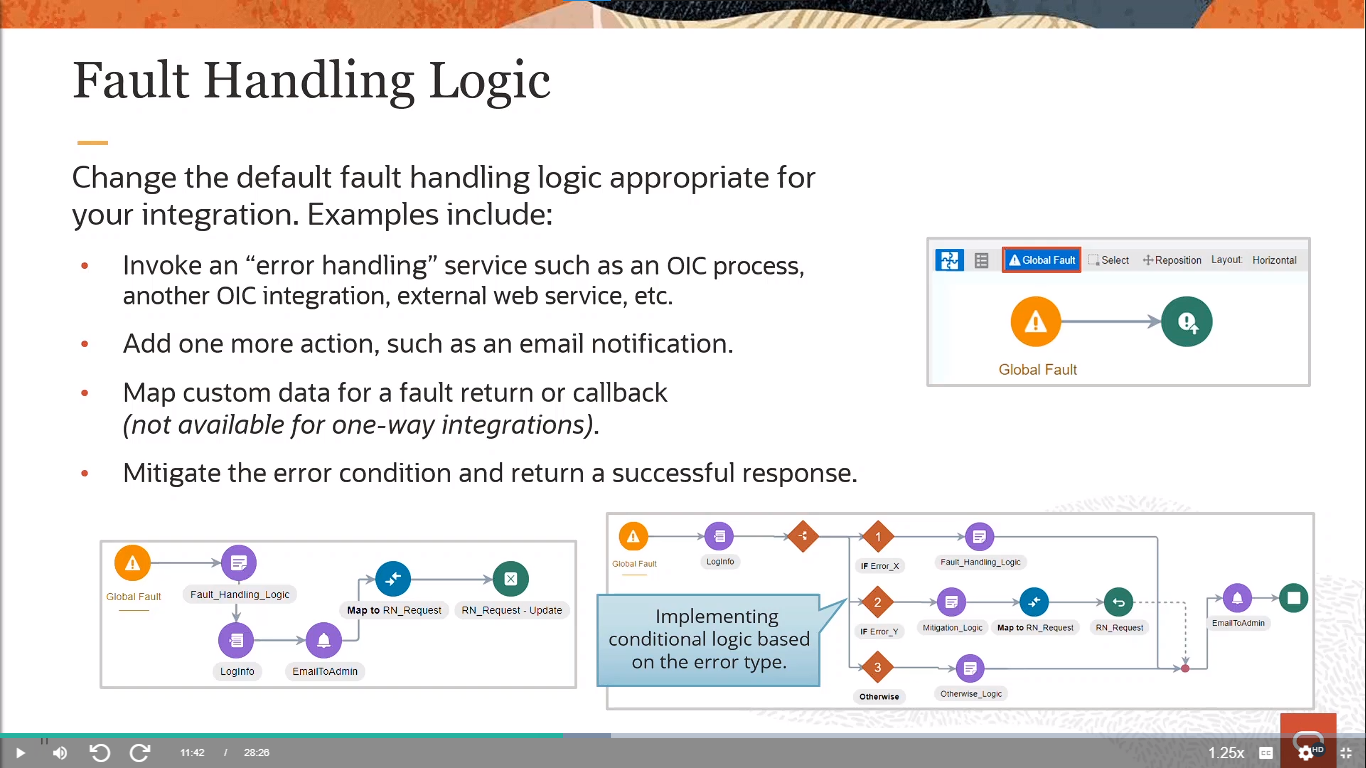 Fault Handling Logic
Change the default fault handling logic appropriate for
your integration. Examples include:
• Invoke an “error handling” service such as an OIC process,
another OIC integration, external web service, etc.
• Add one more action, such as an email notification.
• Map custom data for a fault return or callback
(not available for one-way integrations).
• Mitigate the error condition and return a successful response.
Global Fault Select Reposition Layout: Horizontal
Global Fault
Global Fault
Fault_Handling_Logic
Map to RN_Request
RN_Request - Update
LogInfo
EmailToAdmin
Global Fault
LogInfo
1
IF Error_X
Fault_Handling_Logic
Implementing
conditional logic based
on the error type.
2
IF Error_Y
Mitigation_Logic
Map to RN_Request
RN_Request
EmailToAdmin
3
Otherwise
Otherwise_Logic
11:42 / 28:26
1.25x
CC
HD